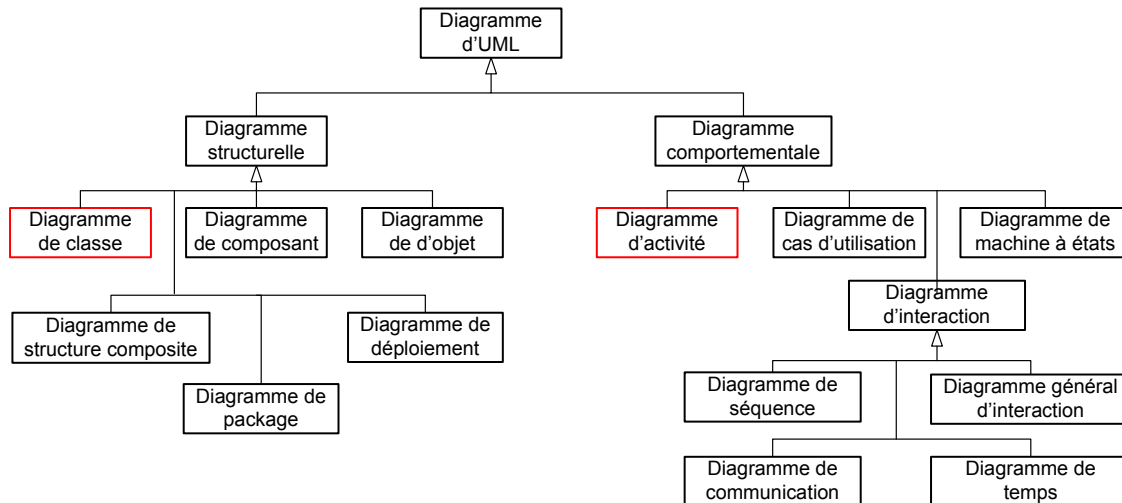 Diagramme
d’UML
Diagramme
structurelle
Diagramme
comportementale
Diagramme
de classe
Diagramme
de composant
Diagramme
de d’objet
Diagramme
d’activité
Diagramme de
cas d’utilisation
Diagramme de
machine à états
Diagramme de
structure composite
Diagramme de
déploiement
Diagramme de
package
Diagramme
d’interaction
Diagramme de
séquence
Diagramme général
d’interaction
Diagramme de
communication
Diagramme de
temps